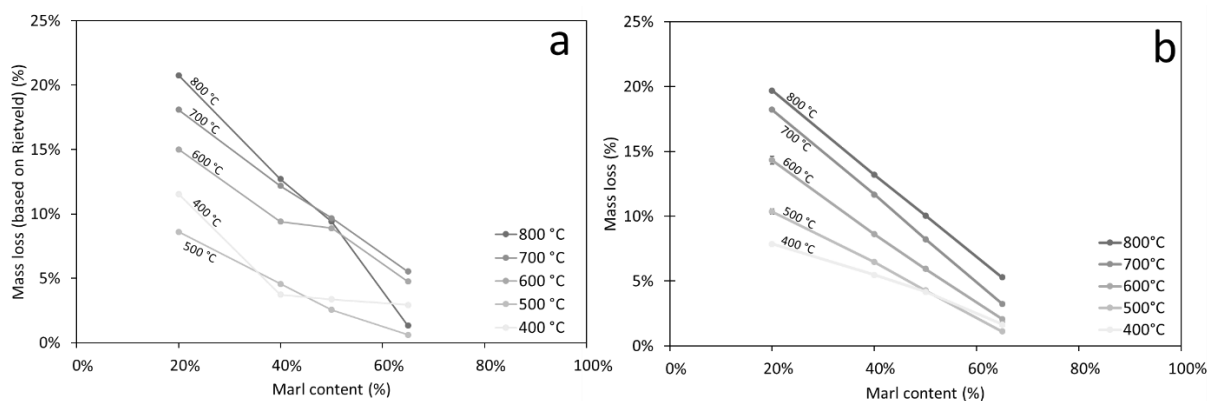 a
Mass loss (based on Rietveld) (%)
25%
20%
15%
10%
5%
0%
0%
20%
40%
60%
80%
100%
Marl content (%)
800 °C
700 °C
600 °C
400 °C
500 °C
800 °C
700 °C
600 °C
500 °C
400 °C
b
Mass loss (%)
25%
20%
15%
10%
5%
0%
0%
20%
40%
60%
80%
100%
Marl content (%)
800°C
700°C
600°C
500°C
400°C
800°C
700°C
600°C
500°C
400°C